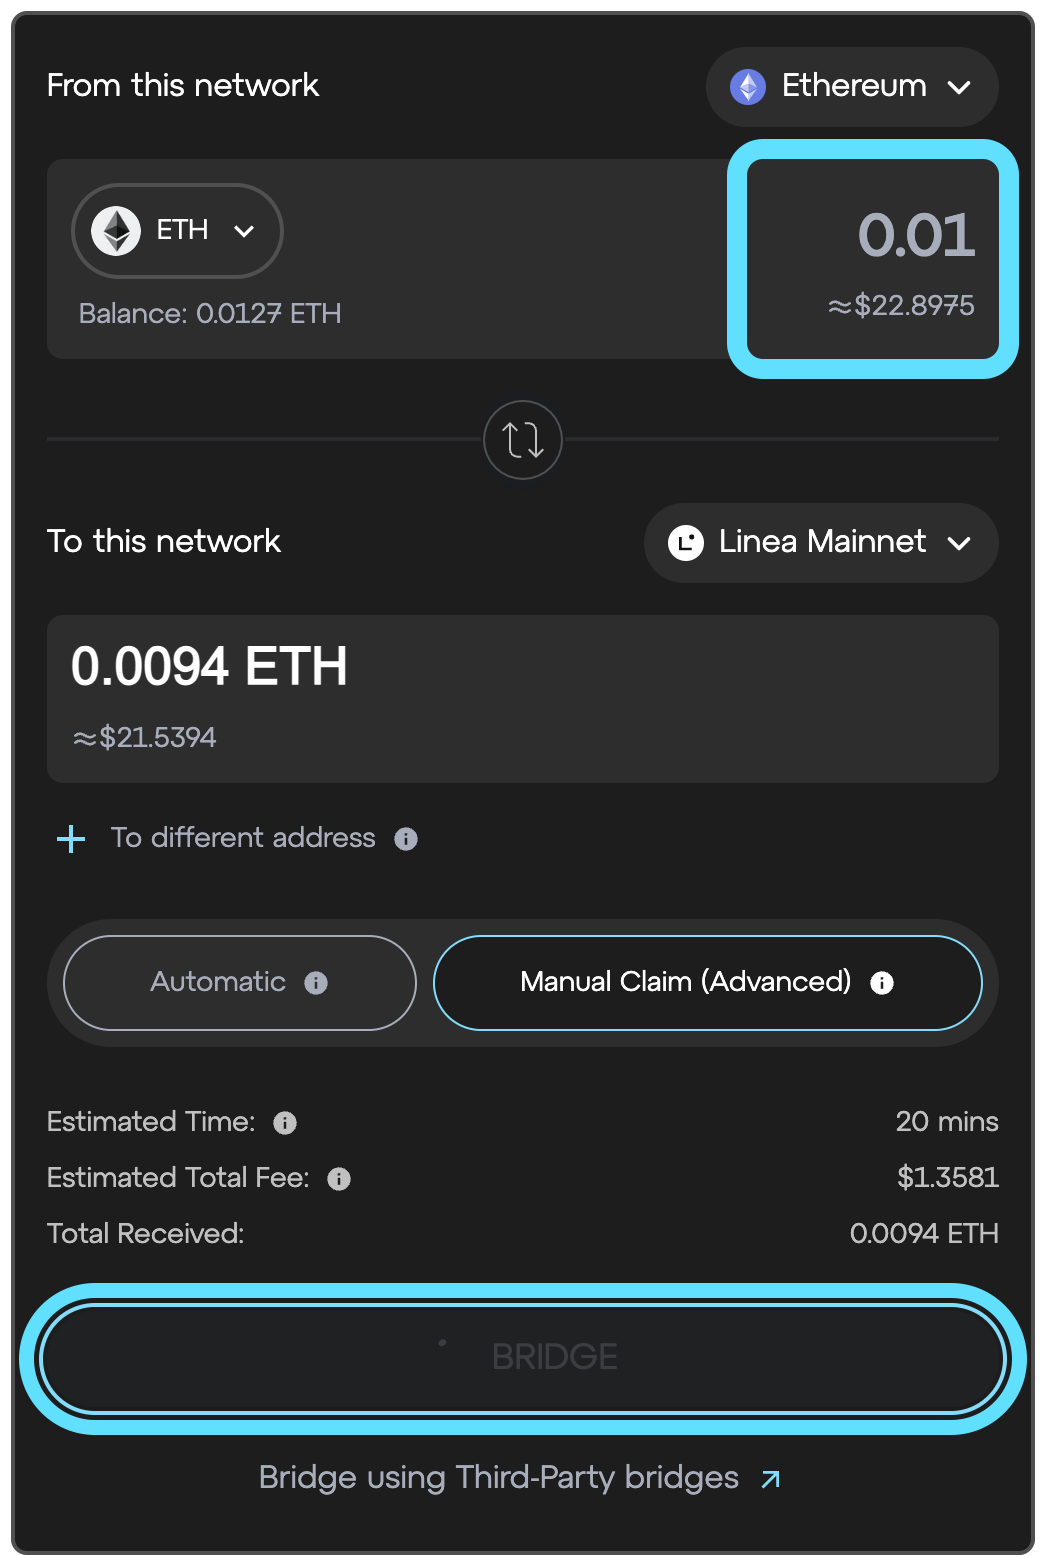 From this network
Ethereum
ETH
0.01
Balance: 0.0127 ETH
≈$22.8975
To this network
Linea Mainnet
0.0094 ETH
≈$21.5394
To different address
Automatic
Manual Claim (Advanced)
Estimated Time: 20 mins
Estimated Total Fee: $1.3581
Total Received: 0.0094 ETH
BRIDGE
Bridge using Third-Party bridges